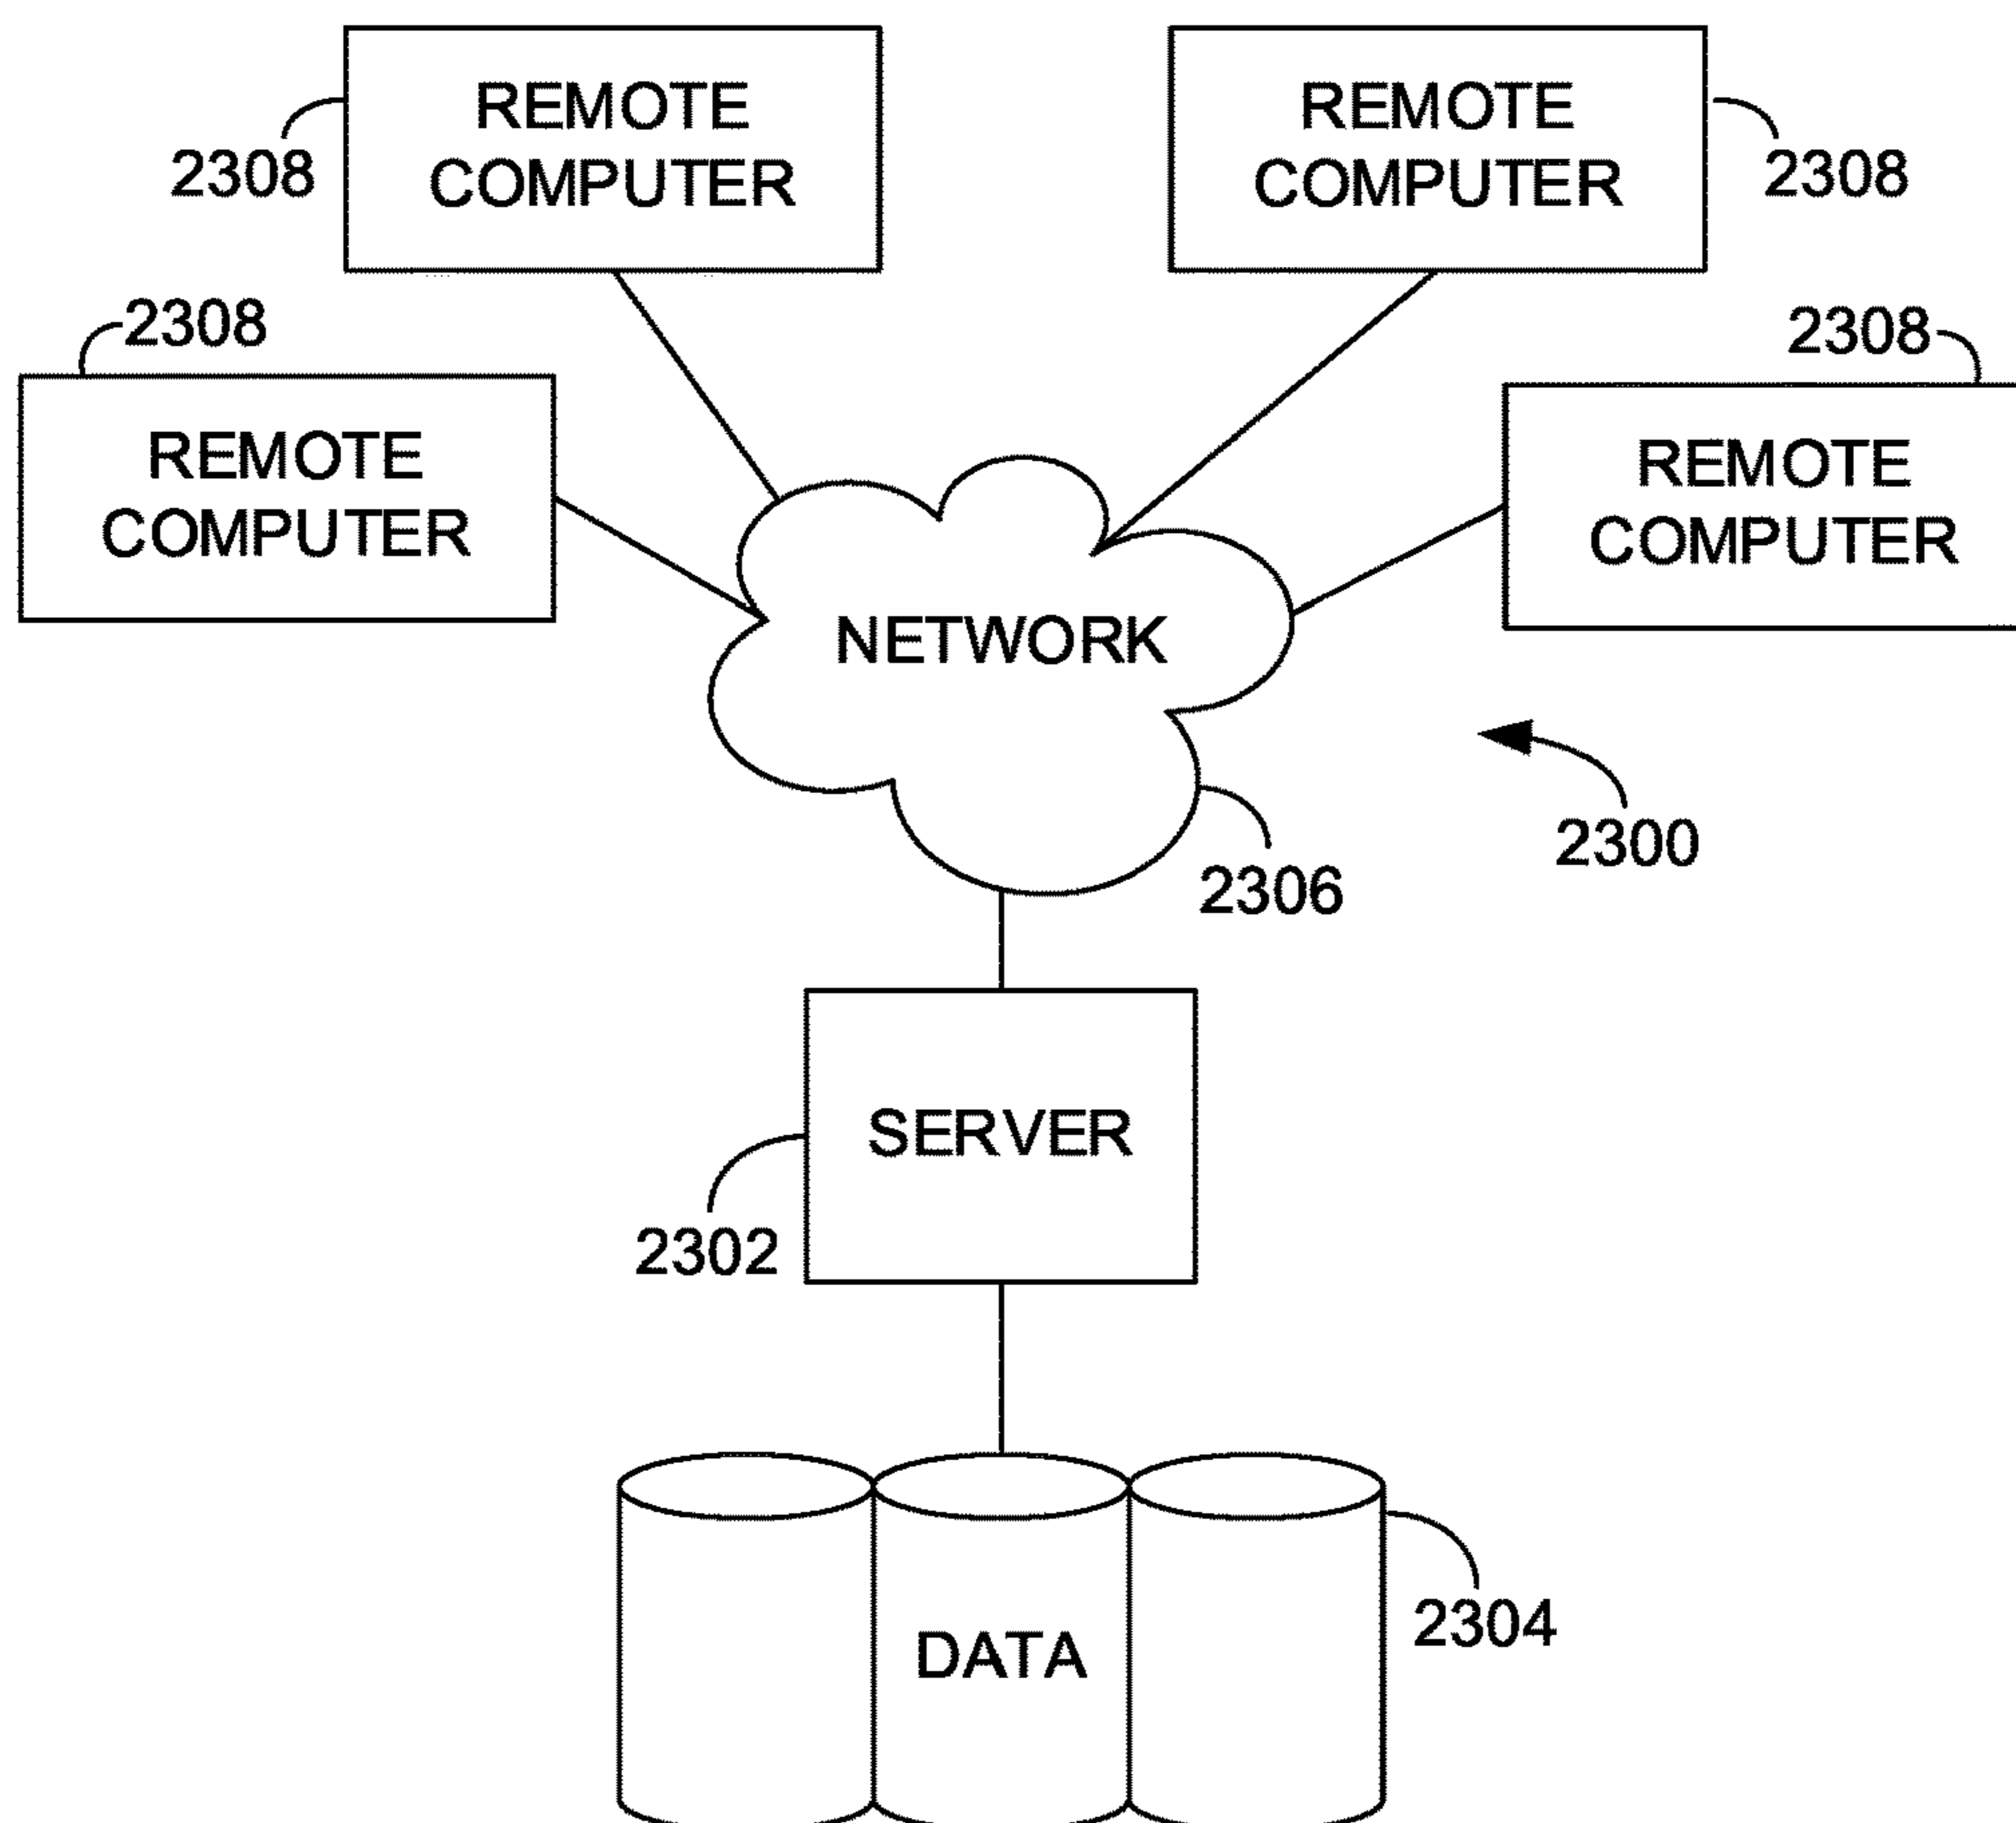 REMOTE
COMPUTER
2308
REMOTE
COMPUTER
2308
2308
REMOTE
COMPUTER
2308
REMOTE
COMPUTER
NETWORK
2300
2306
SERVER
2302
DATA
2304